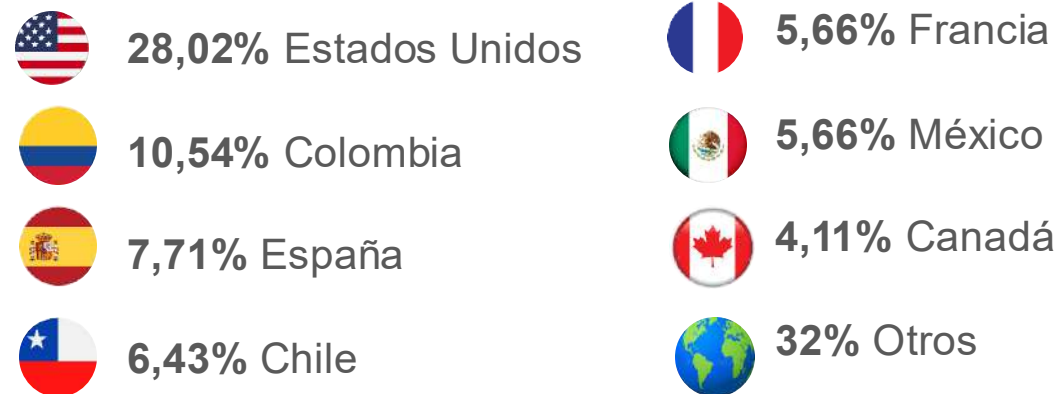 28,02% Estados Unidos
10,54% Colombia
7,71% España
6,43% Chile
5,66% Francia
5,66% México
4,11% Canadá
32% Otros